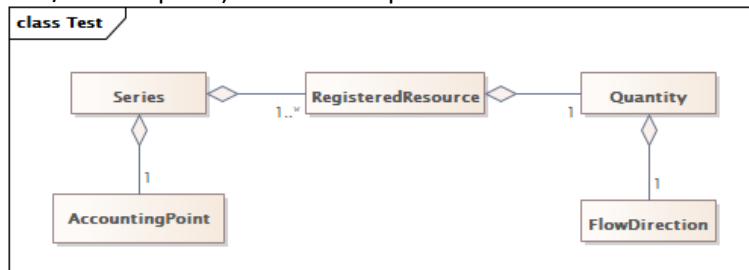 class Test
Series
RegisteredResource
Quantity
1..*
1
1
1
AccountingPoint
FlowDirection